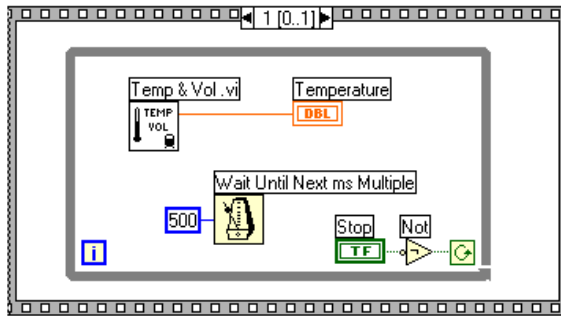 1 [0..1]
Temp & Vol.vi
Temperature
TEMP
VOL
DBL
Wait Until Next ms Multiple
500
Stop
Not
TF
i